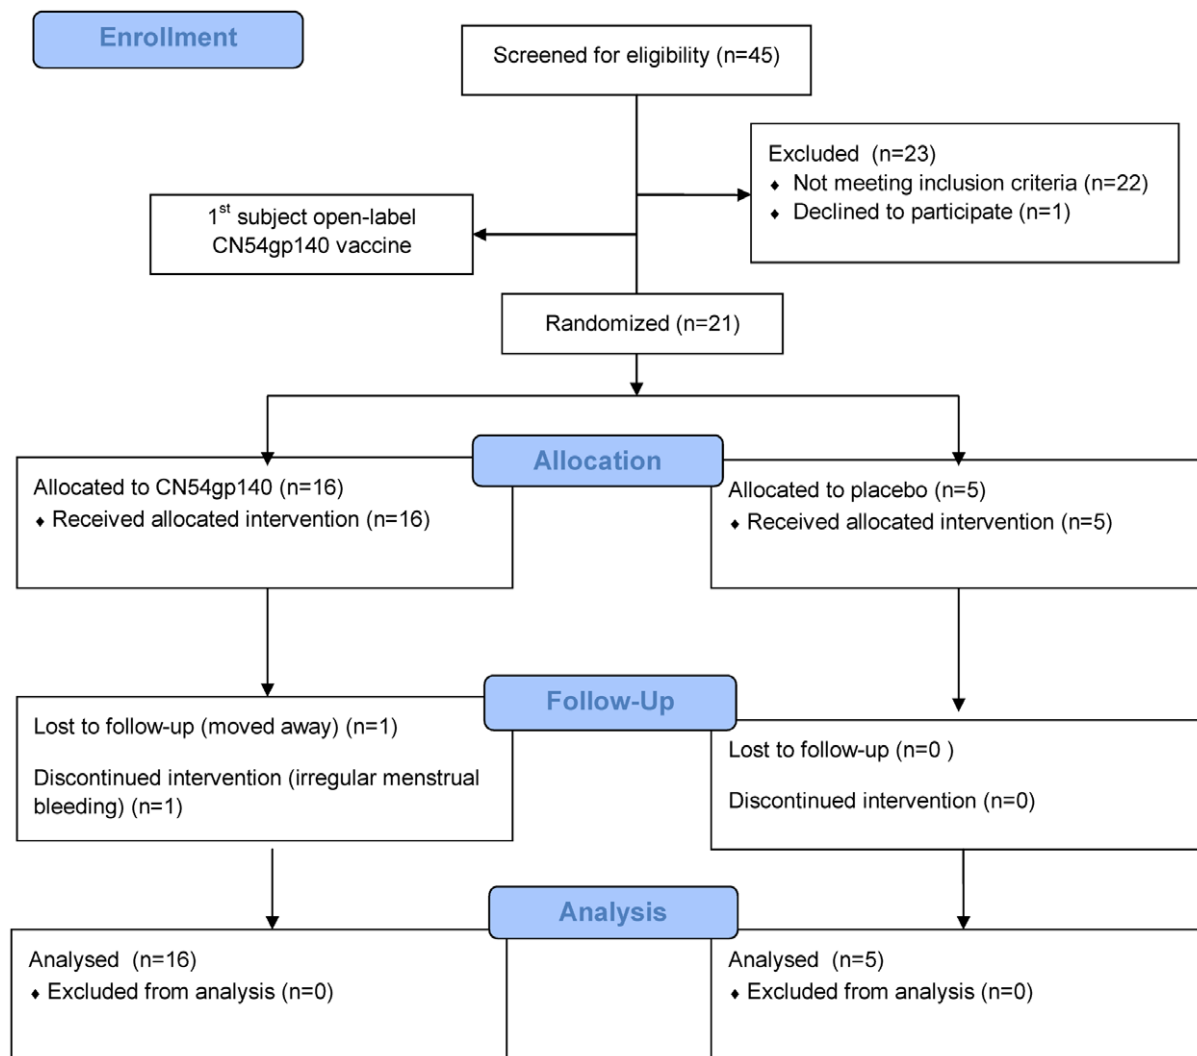 Enrollment
Screened for eligibility (n=45)
Excluded (n=23)
♦ Not meeting inclusion criteria (n=22)
♦ Declined to participate (n=1)
1st subject open-label
CN54gp140 vaccine
Randomized (n=21)
Allocation
Allocated to CN54gp140 (n=16)
♦ Received allocated intervention (n=16)
Allocated to placebo (n=5)
♦ Received allocated intervention (n=5)
Follow-Up
Lost to follow-up (moved away) (n=1)
Discontinued intervention (irregular menstrual
bleeding) (n=1)
Lost to follow-up (n=0 )
Discontinued intervention (n=0)
Analysis
Analysed (n=16)
♦ Excluded from analysis (n=0)
Analysed (n=5)
♦ Excluded from analysis (n=0)